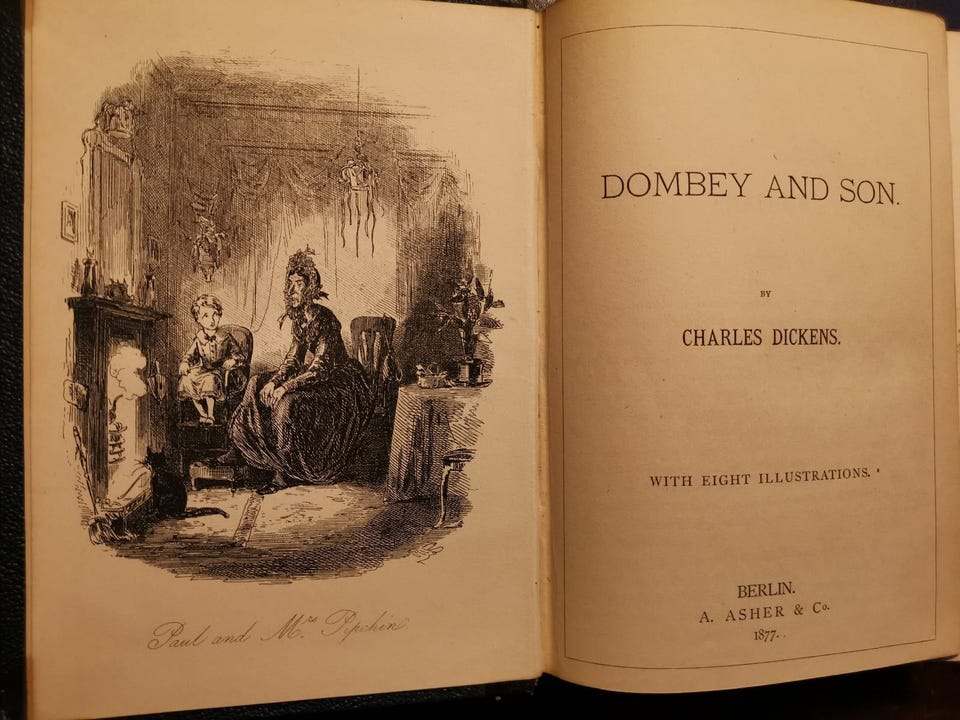 Paul and Mrs Pipchin
DOMBEY AND SON.
BY
CHARLES DICKENS.
WITH EIGHT ILLUSTRATIONS.
BERLIN.
A. ASHER & Co.
1877.